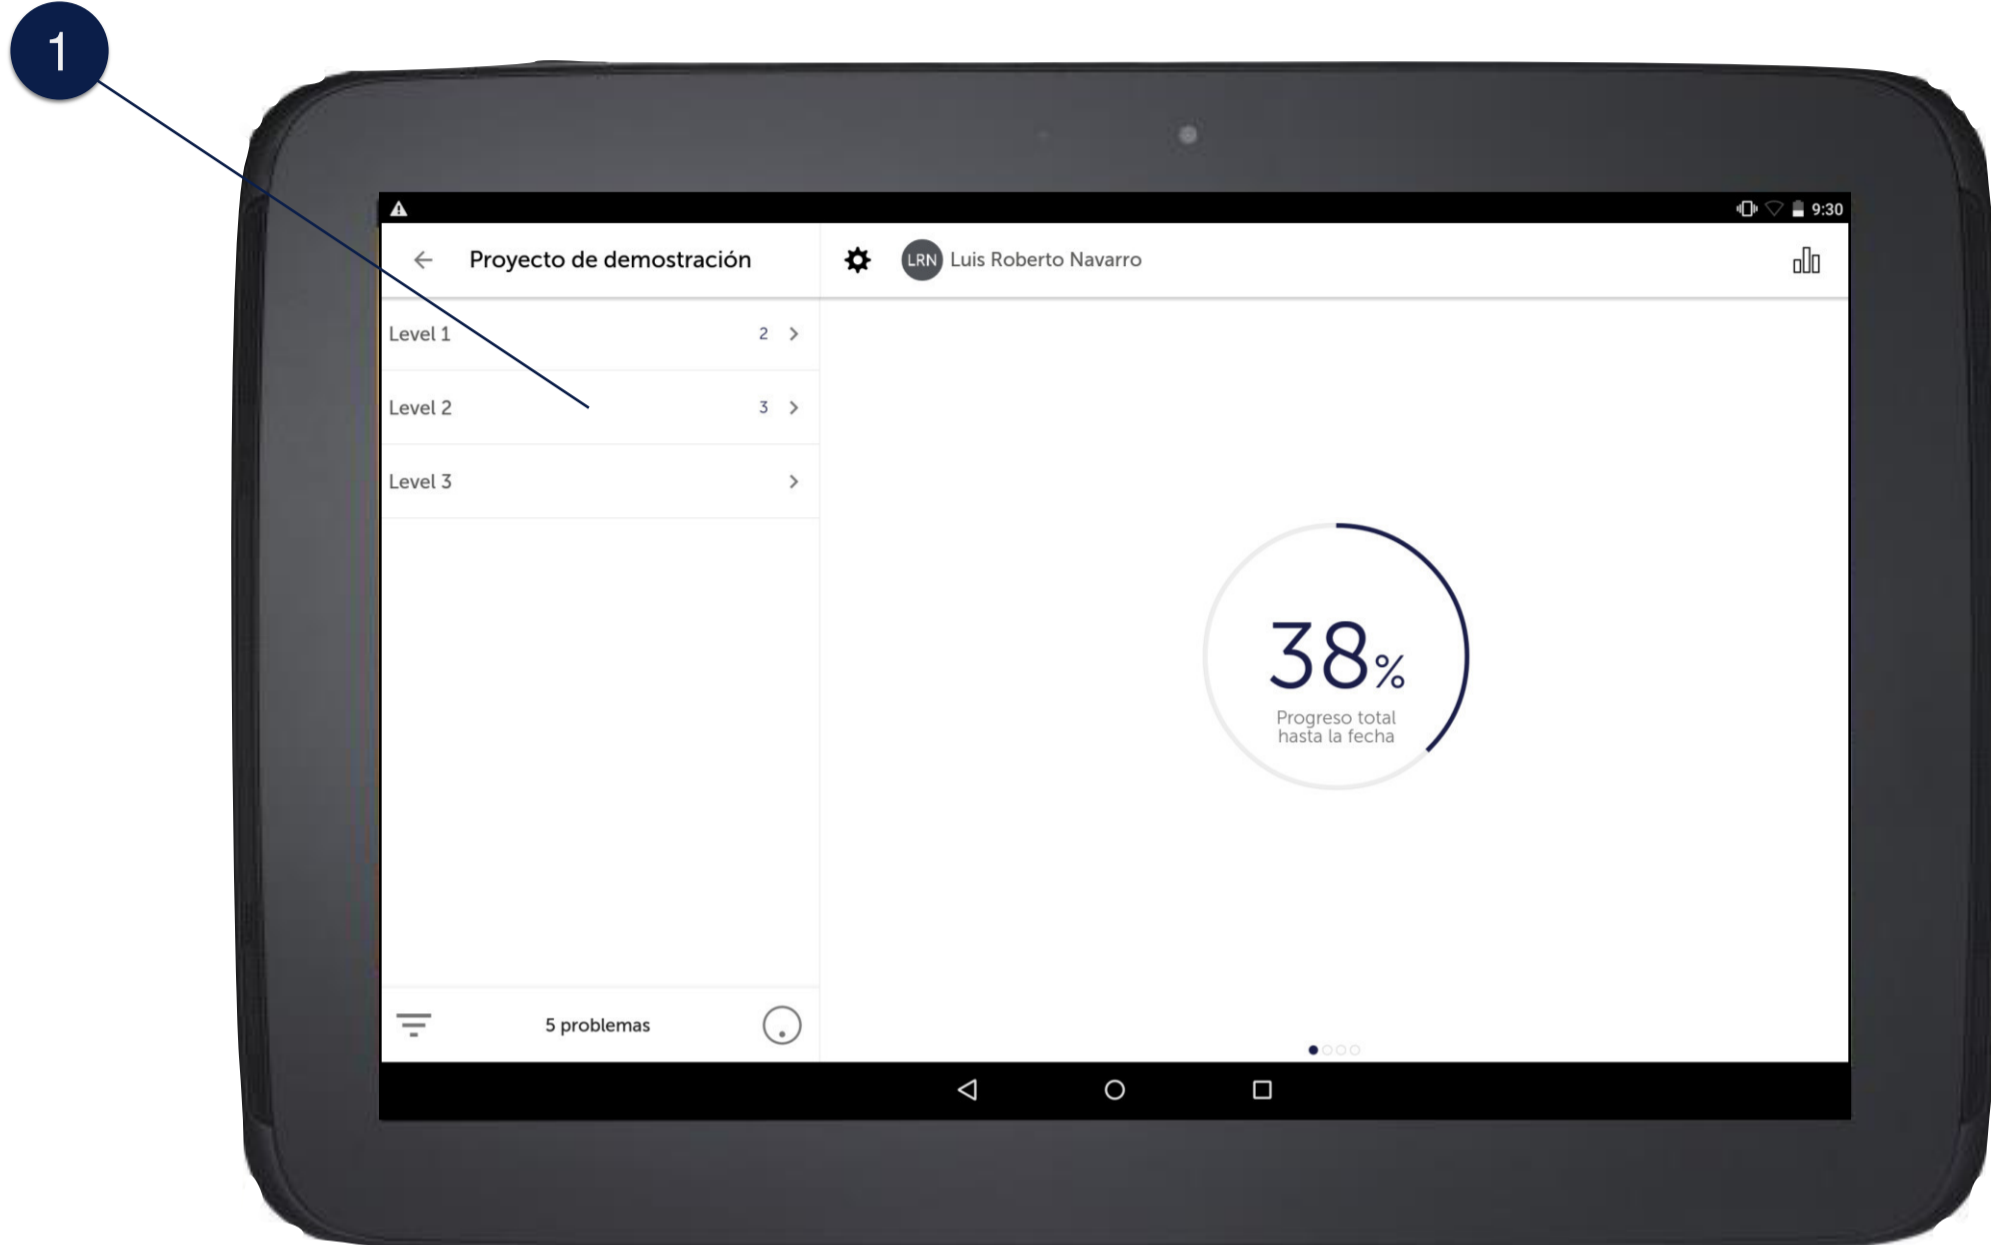 1
9:30
Proyecto de demostración
LRN Luis Roberto Navarro
Level 1 2
Level 2 3
Level 3
38%
Progreso total
hasta la fecha
5 problemas